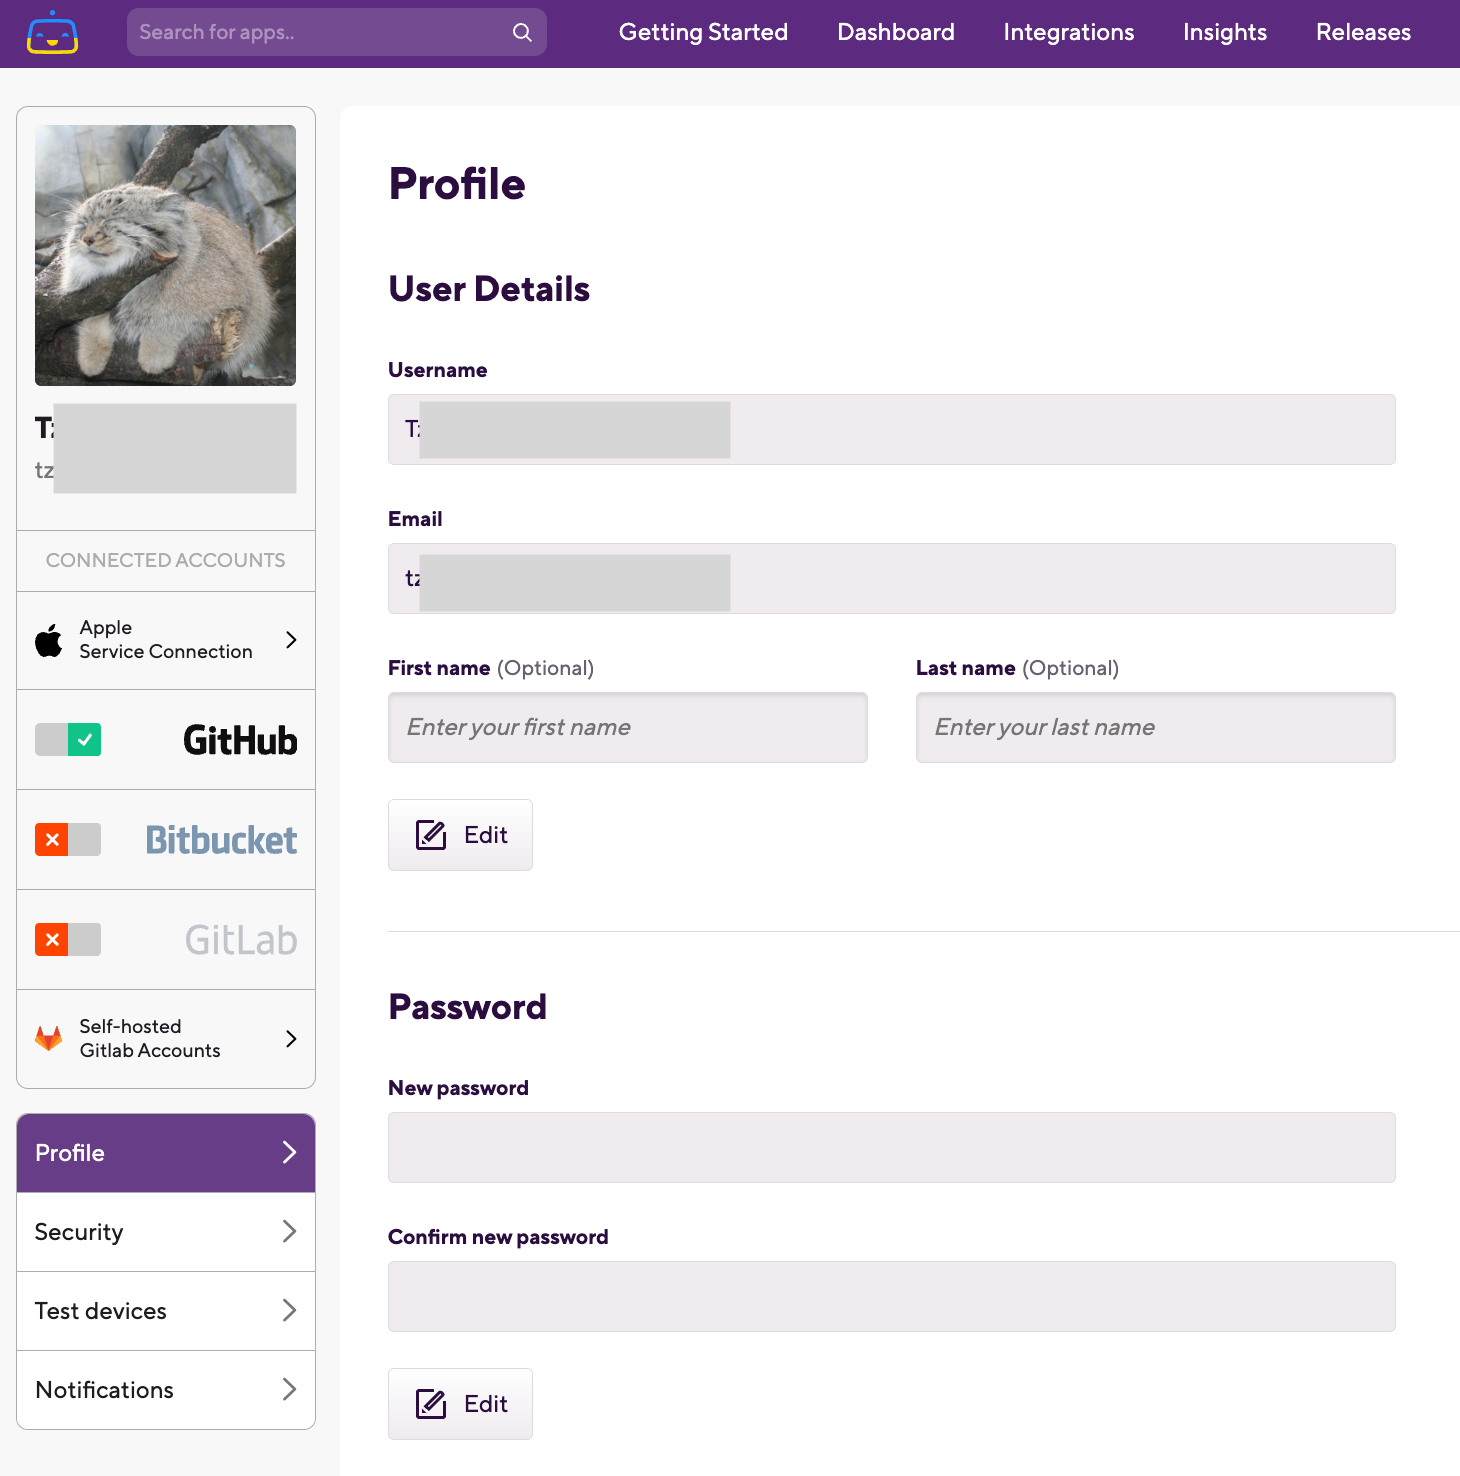 Search for apps..
Getting Started
Dashboard
Integrations
Insights
Releases
CONNECTED ACCOUNTS
Apple
Service Connection
GitHub
Bitbucket
GitLab
Self-hosted
Gitlab Accounts
Profile
Security
Test devices
Notifications
Profile
User Details
Username
Email
First name (Optional)
Enter your first name
Last name (Optional)
Enter your last name
Edit
Password
New password
Confirm new password
Edit